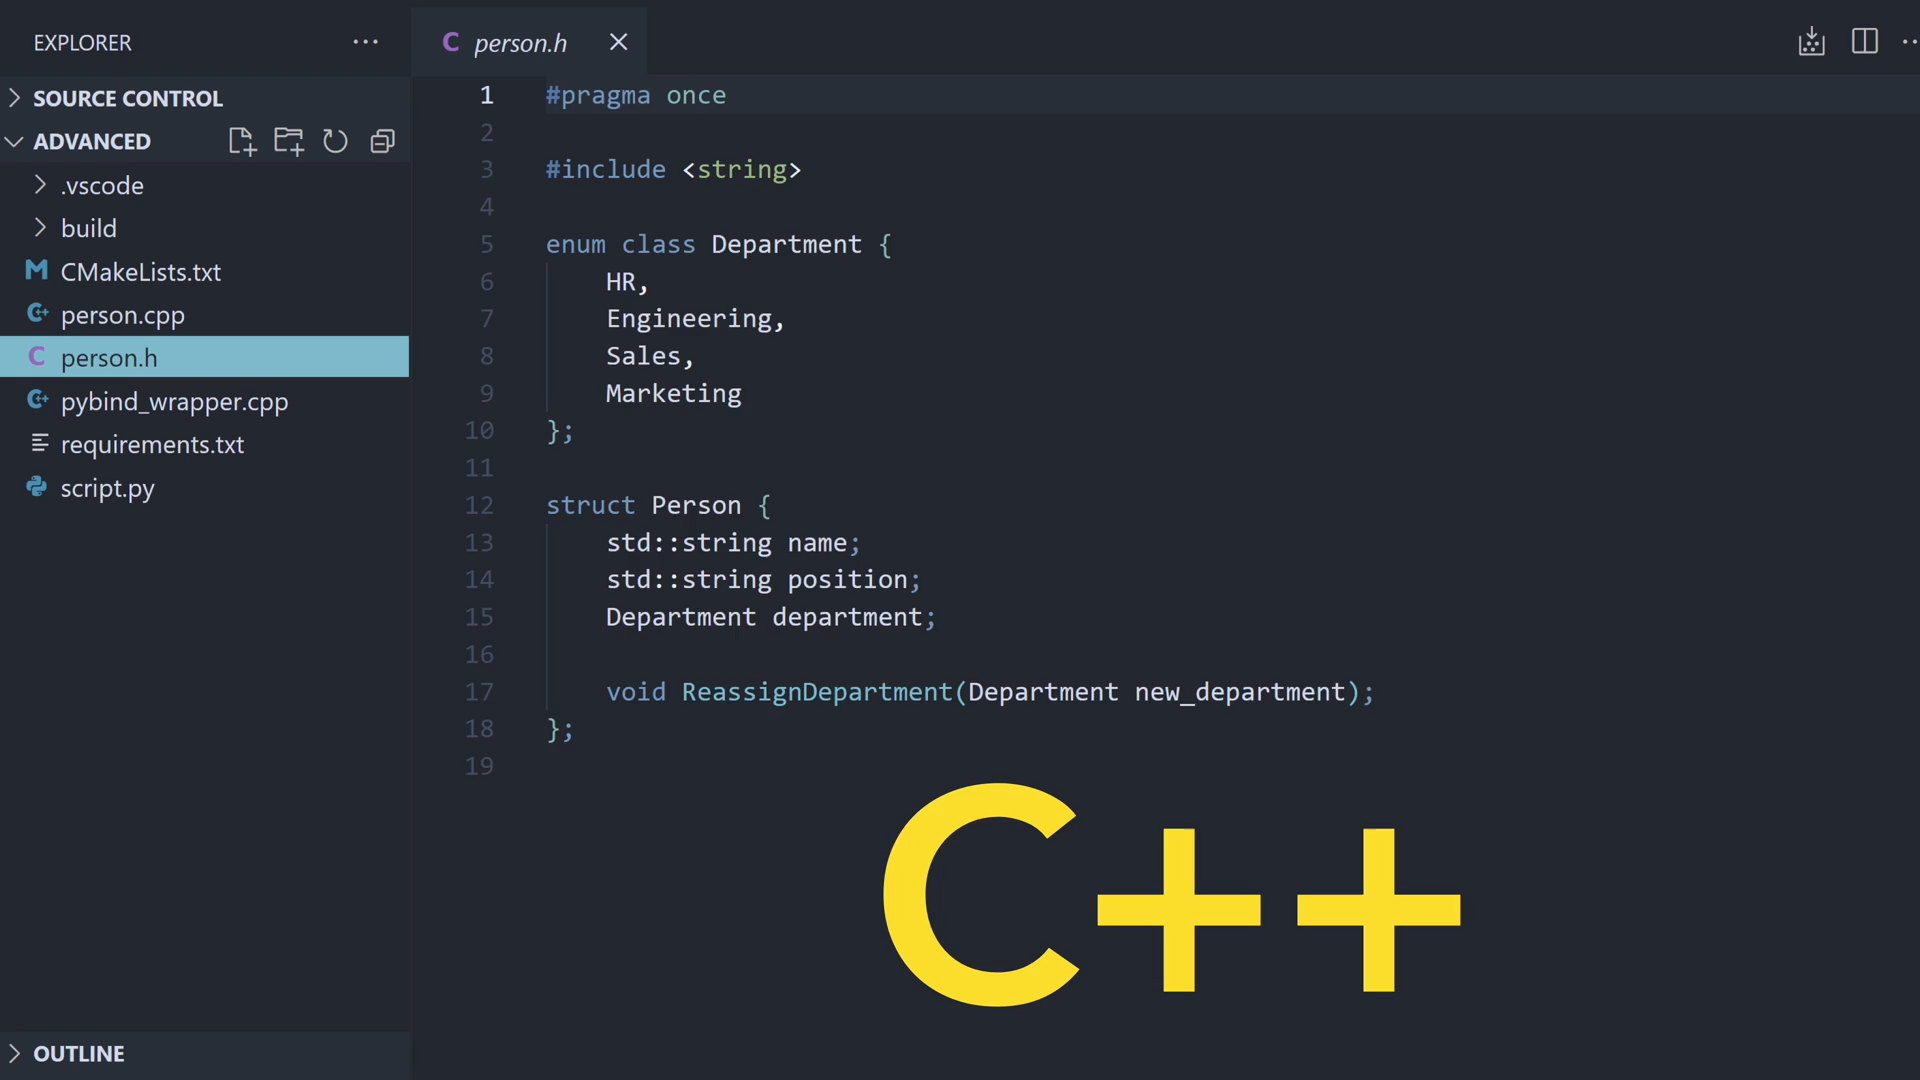 EXPLORER
SOURCE CONTROL
ADVANCED
.vscode
build
CMakeLists.txt
person.cpp
person.h
pybind_wrapper.cpp
requirements.txt
script.py
OUTLINE
person.h
1 #pragma once
2
3 #include <string>
4
5 enum class Department {
6     HR,
7     Engineering,
8     Sales,
9     Marketing
10 };
11
12 struct Person {
13     std::string name;
14     std::string position;
15     Department department;
16
17     void ReassignDepartment(Department new_department);
18 };
19
C++